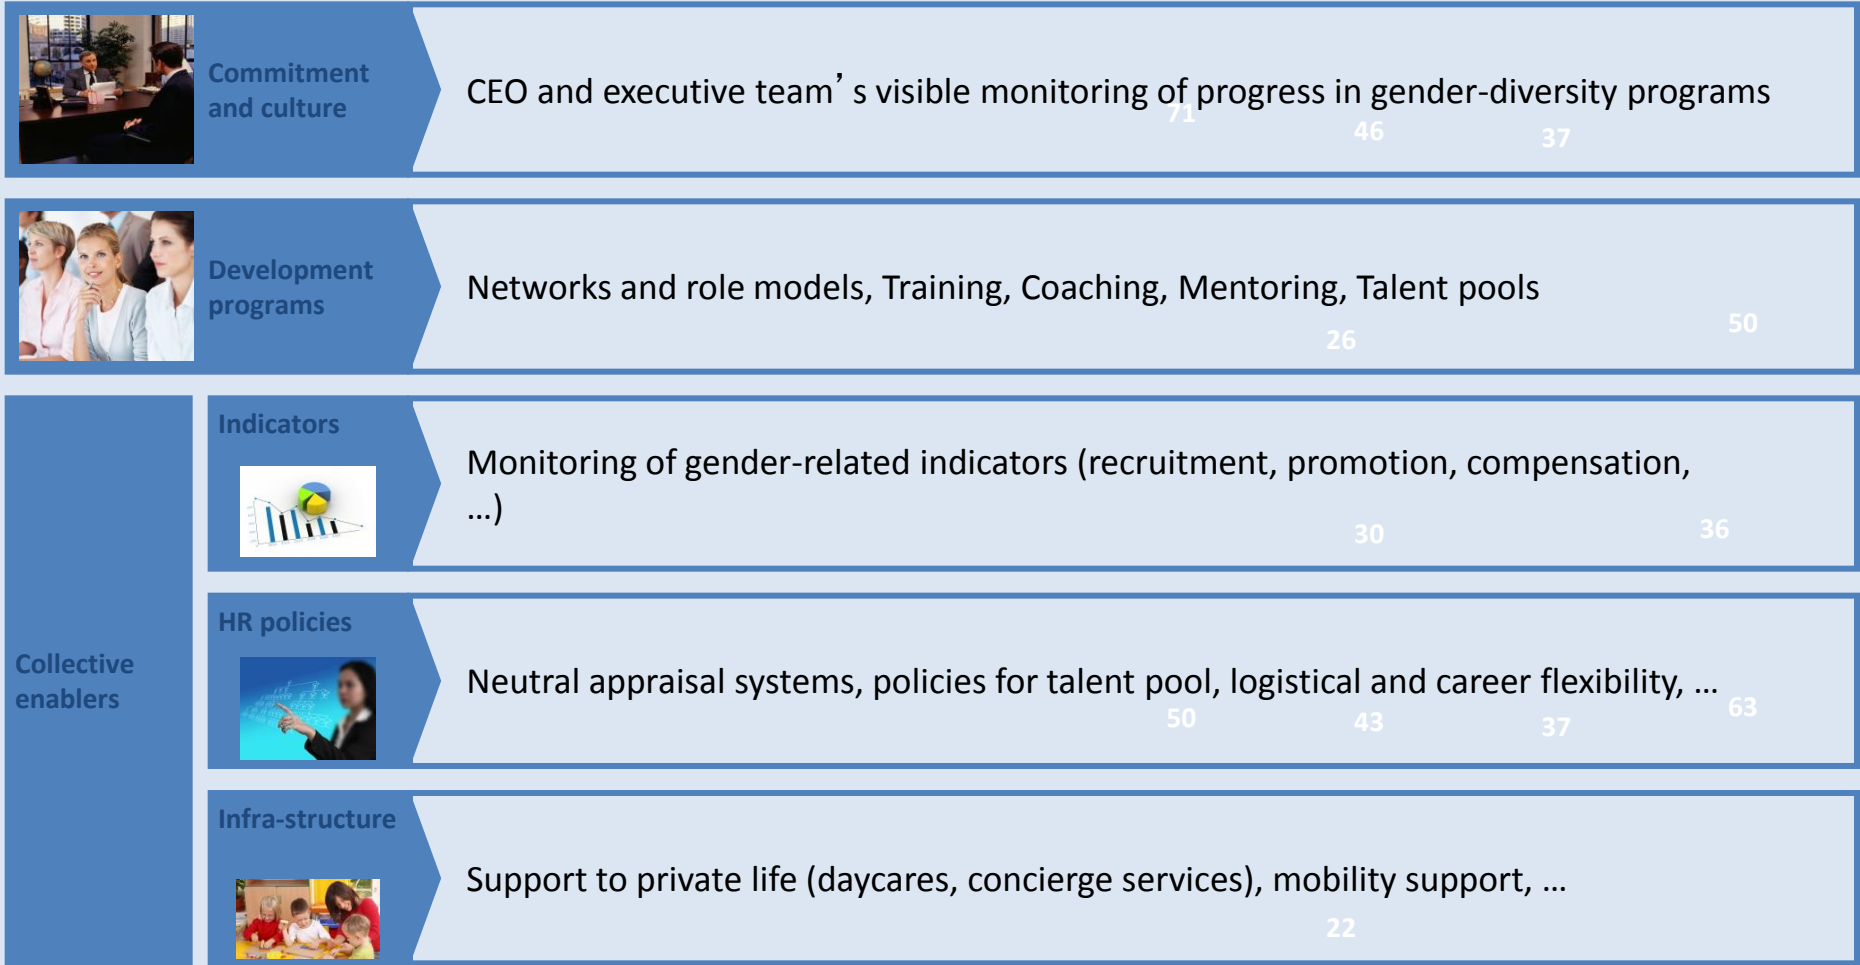 Commitment
and culture
CEO and executive team’s visible monitoring of progress in gender-diversity programs
71
46
37
Development
programs
Networks and role models, Training, Coaching, Mentoring, Talent pools
26
50
Collective
enablers
Indicators
Monitoring of gender-related indicators (recruitment, promotion, compensation,
…)
30
36
HR policies
Neutral appraisal systems, policies for talent pool, logistical and career flexibility, …
50
43
37
63
Infra-structure
Support to private life (daycares, concierge services), mobility support, …
22